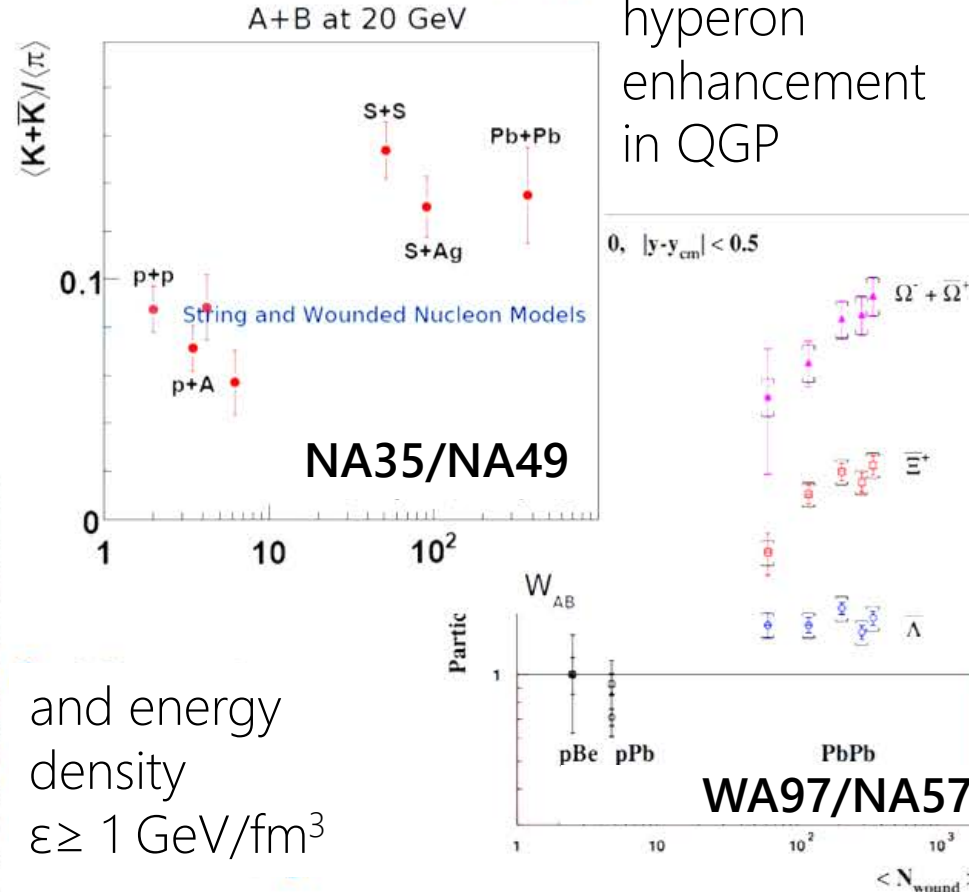 A+B at 20 GeV
⟨K+K̅⟩/⟨π⟩
S+S
Pb+Pb
S+Ag
0.1
p+p
String and Wounded Nucleon Models
p+A
NA35/NA49
0
1
10
10²
W_AB
hyperon
enhancement
in QGP
0, |y-y_cm| < 0.5
Ω⁻ + Ω̅⁺
Ξ̅⁺
Λ̅
1
pBe
pPb
PbPb
WA97/NA57
1
10
10²
10³
< N_wound
and energy
density
ε≥ 1 GeV/fm³